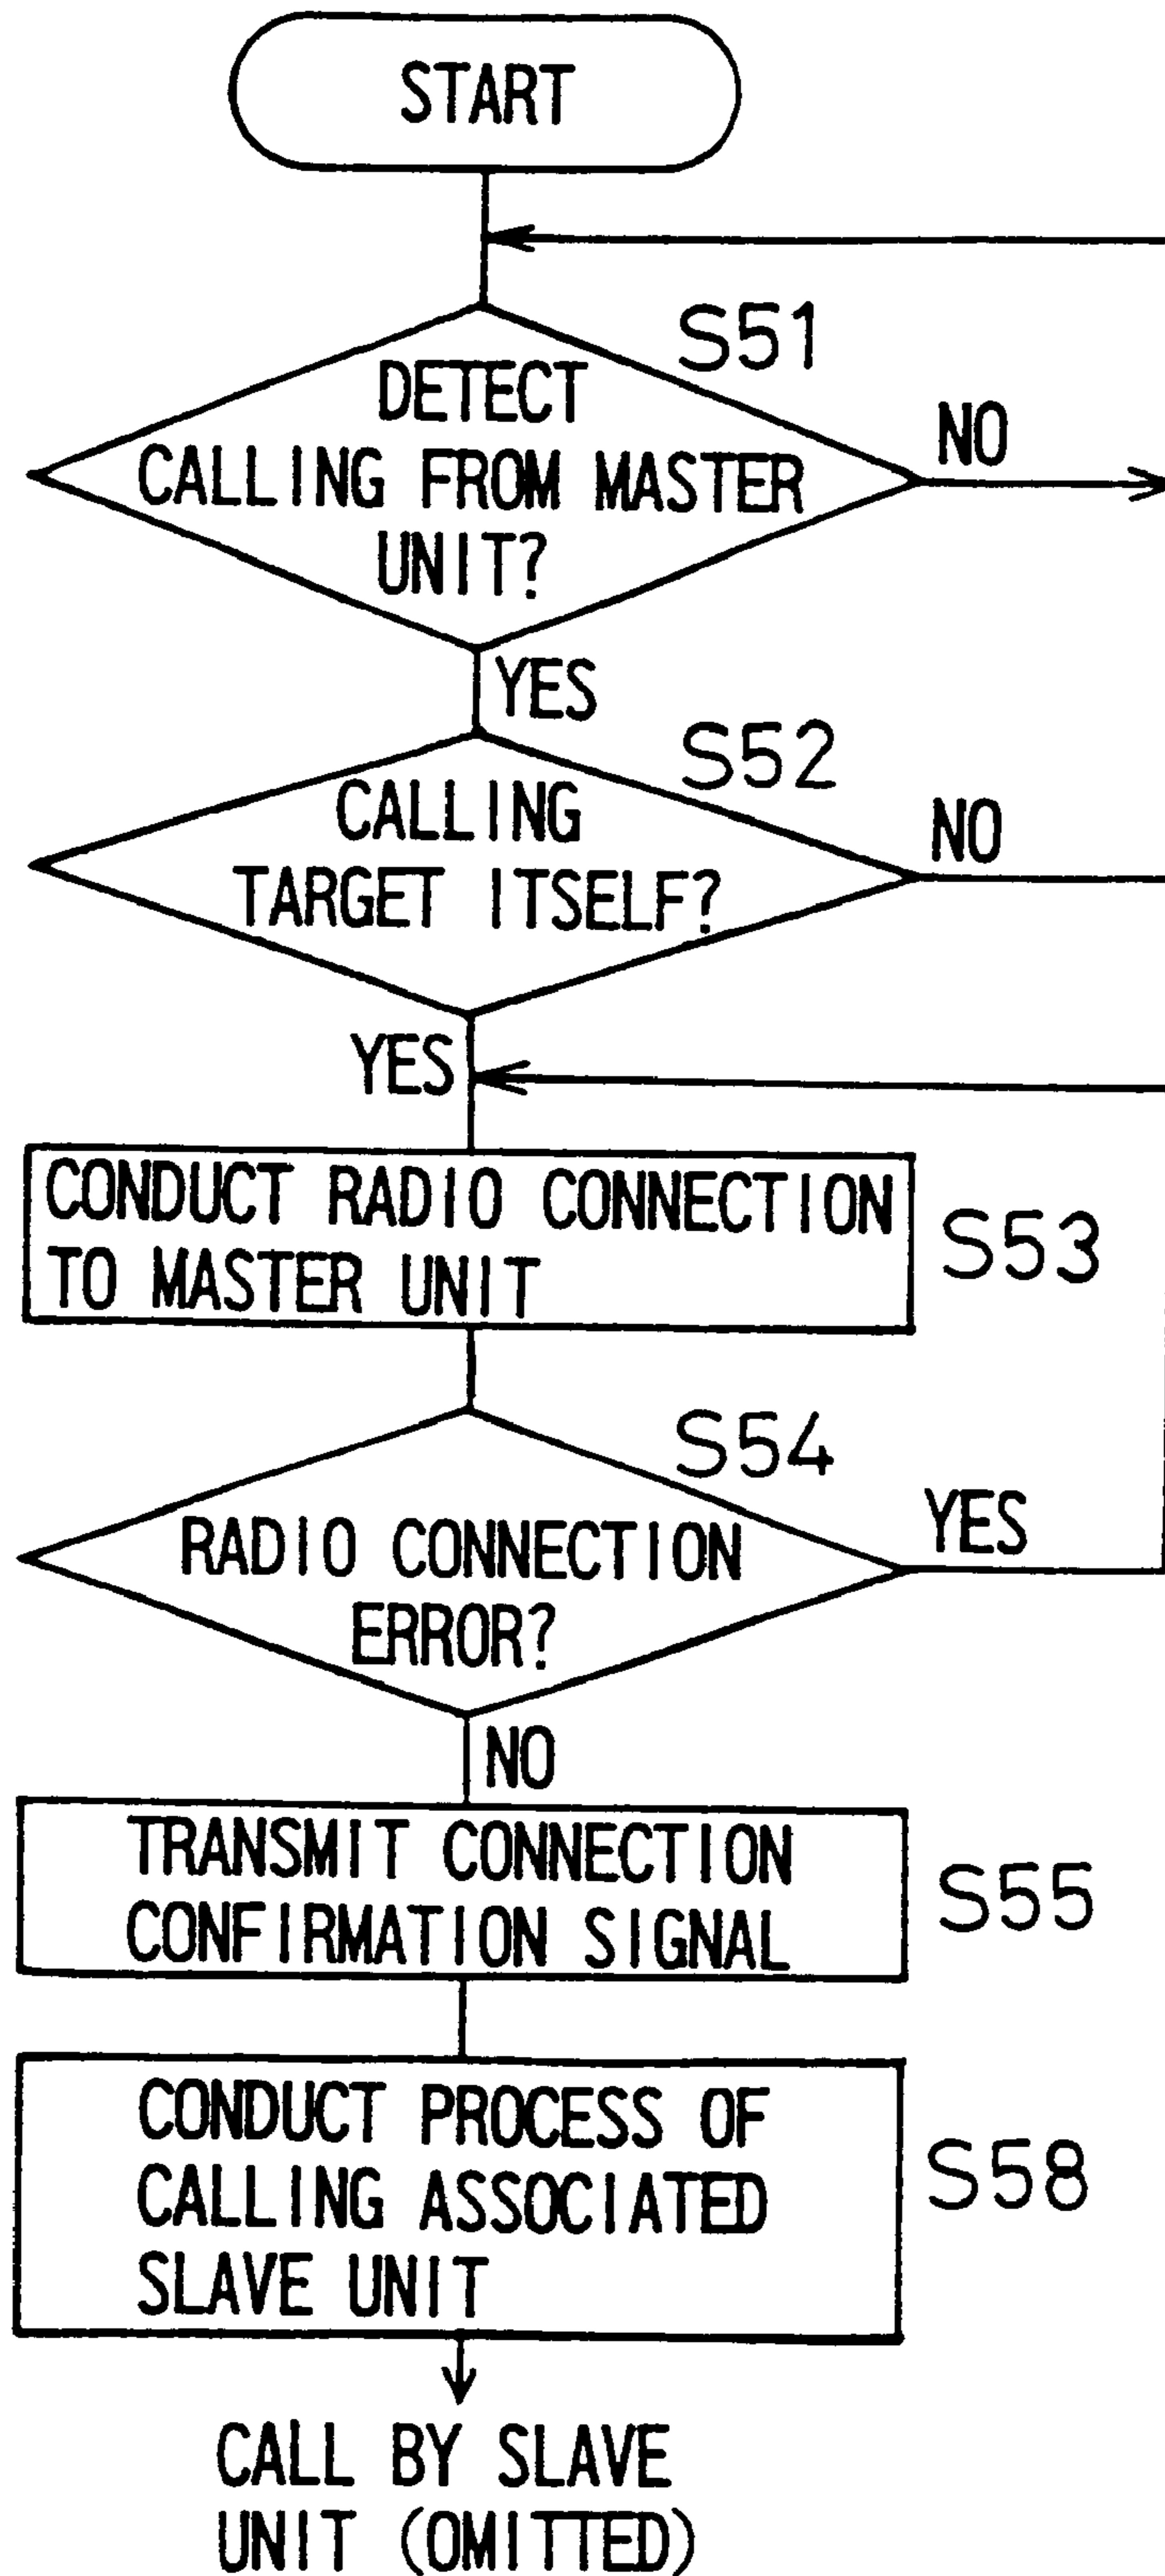 START
S51
DETECT
CALLING FROM MASTER
UNIT?
NO
YES
S52
CALLING
TARGET ITSELF?
NO
YES
CONDUCT RADIO CONNECTION
TO MASTER UNIT
S53
S54
RADIO CONNECTION
ERROR?
YES
NO
TRANSMIT CONNECTION
CONFIRMATION SIGNAL
S55
CONDUCT PROCESS OF
CALLING ASSOCIATED
SLAVE UNIT
S58
CALL BY SLAVE
UNIT (OMITTED)